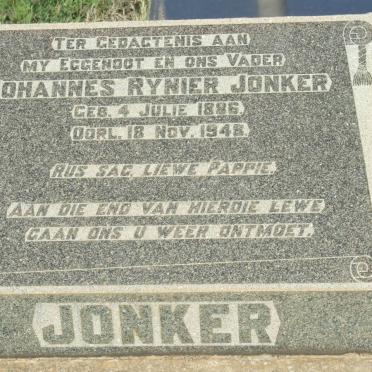 TER GEDAGTENIS AAN
MY EGGENOOT EN ONS VADER
JOHANNES RYNIER JONKER
GEB. 4 JULIE 1886
OORL. 18 NOV. 1948
RUS SAG, LIEWE PAPPIE.
AAN DIE END VAN HIERDIE LEWE
GAAN ONS U WEER ONTMOET.
JONKER